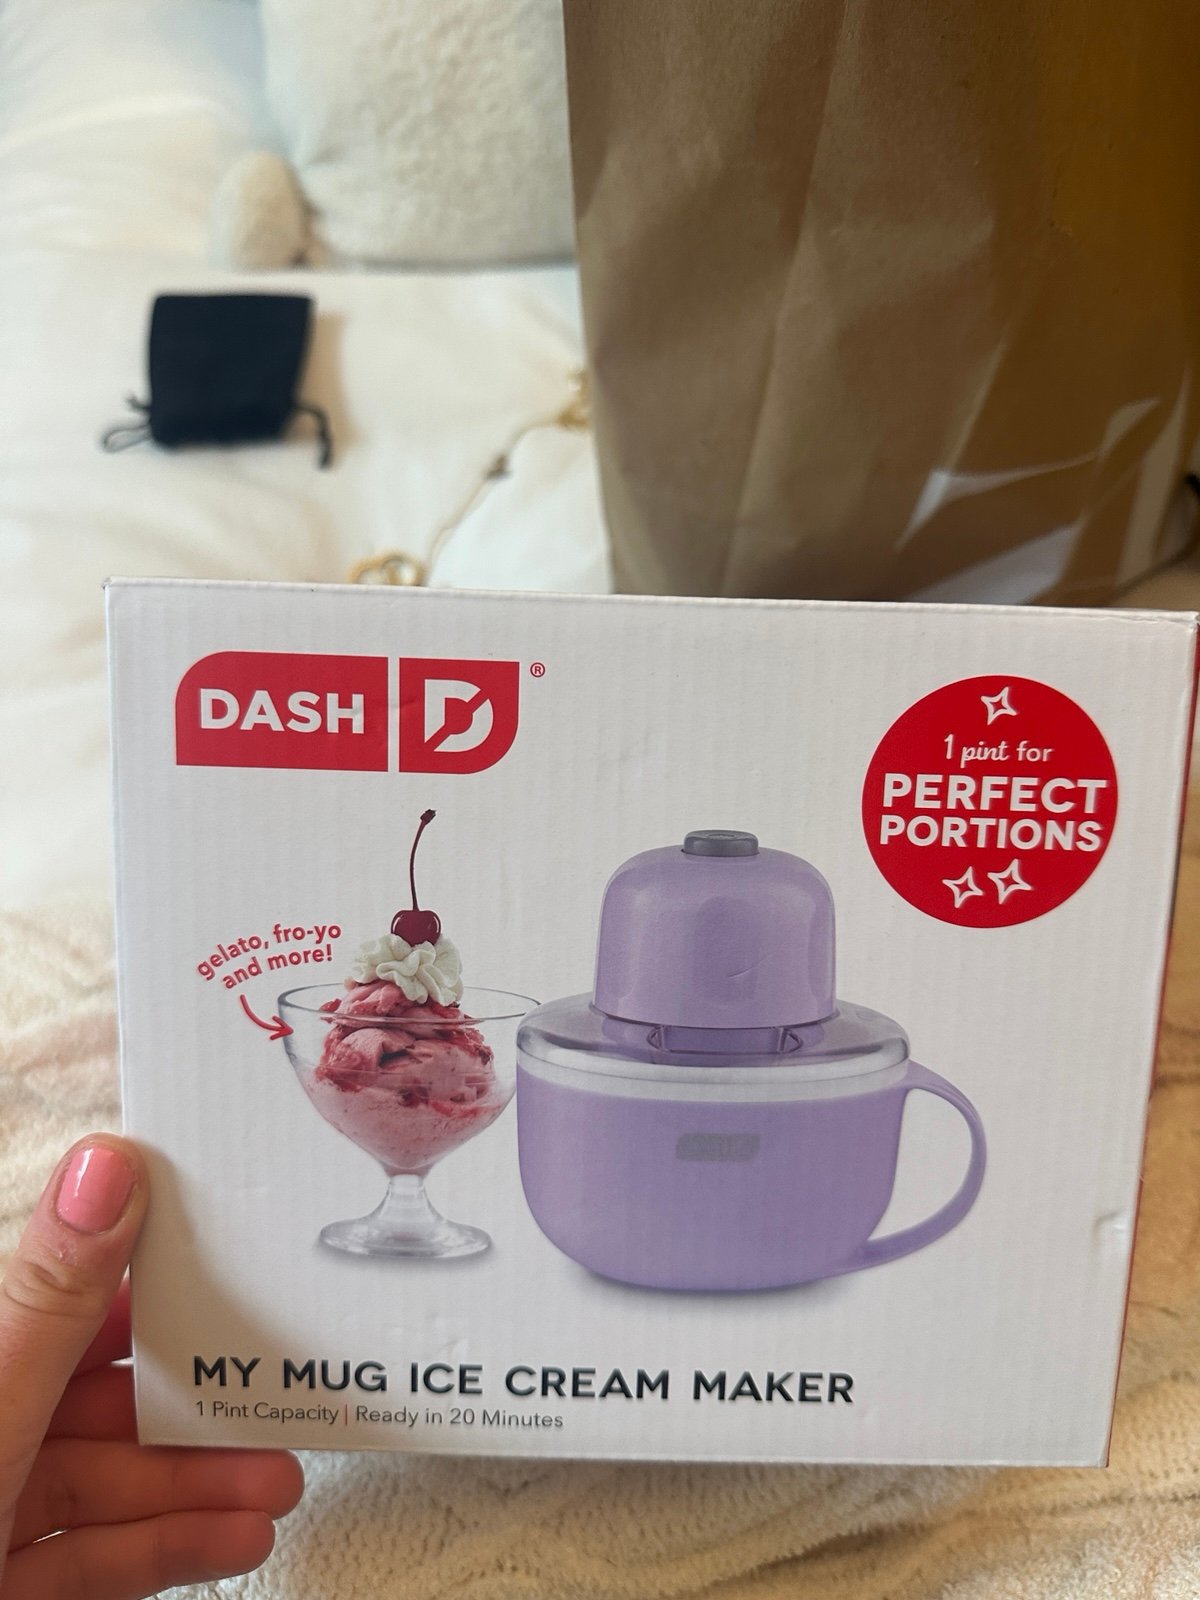 DASH D®
1 pint for
PERFECT
PORTIONS
gelato, fro-yo
and more!
MY MUG ICE CREAM MAKER
1 Pint Capacity | Ready in 20 Minutes